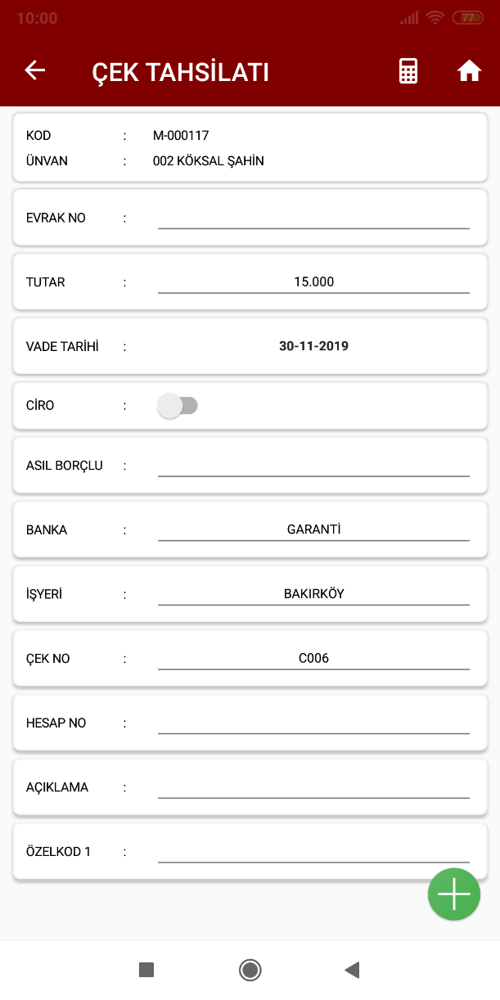 10:00 77
ÇEK TAHSİLATI
KOD : M-000117
ÜNVAN : 002 KÖKSAL ŞAHİN
EVRAK NO :
TUTAR : 15.000
VADE TARİHİ : 30-11-2019
CİRO :
ASIL BORÇLU :
BANKA : GARANTİ
İŞYERİ : BAKIRKÖY
ÇEK NO : C006
HESAP NO :
AÇIKLAMA :
ÖZELKOD 1 :